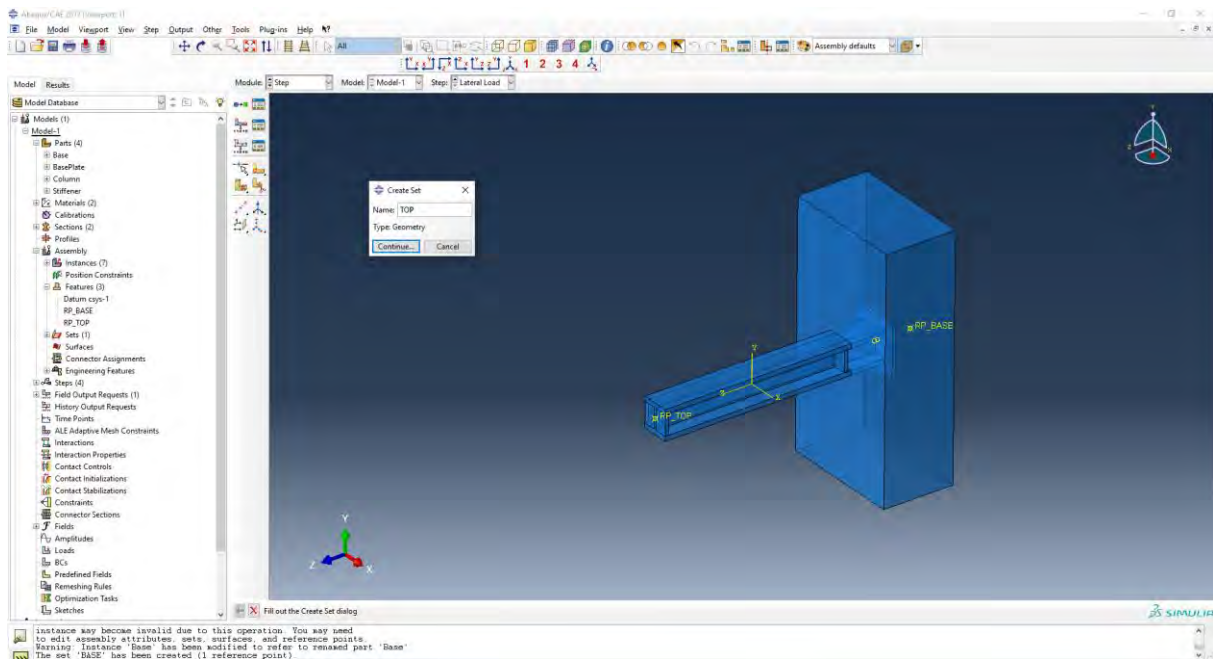 Abaqus/CAE 2017 [Viewport: 1]
File Model Viewport View Step Output Other Tools Plug-ins Help
All
Assembly defaults
1 2 3 4
Model Results
Module: Step Model: Model-1 Step: Lateral Load
Model Database
Models (1)
Model-1
Parts (4)
Base
BasePlate
Column
Stiffener
Materials (2)
Calibrations
Sections (2)
Profiles
Assembly
Instances (7)
Position Constraints
Features (3)
Datum csys-1
RP_BASE
RP_TOP
Sets (1)
Surfaces
Connector Assignments
Engineering Features
Steps (4)
Field Output Requests (1)
History Output Requests
Time Points
ALE Adaptive Mesh Constraints
Interactions
Interaction Properties
Contact Controls
Contact Initializations
Contact Stabilizations
Constraints
Connector Sections
Fields
Amplitudes
Loads
BCs
Predefined Fields
Remeshing Rules
Optimization Tasks
Sketches
Create Set
Name: TOP
Type: Geometry
Continue... Cancel
RP_BASE
Y
RP_TOP
Z
X
Y
Z
X
Fill out the Create Set dialog
SIMULIA
instance may become invalid due to this operation. You may need
to edit assembly attributes, sets, surfaces, and reference points.
Warning: Instance 'Base' has been modified to refer to renamed part 'Base'
The set 'BASE' has been created (1 reference point).